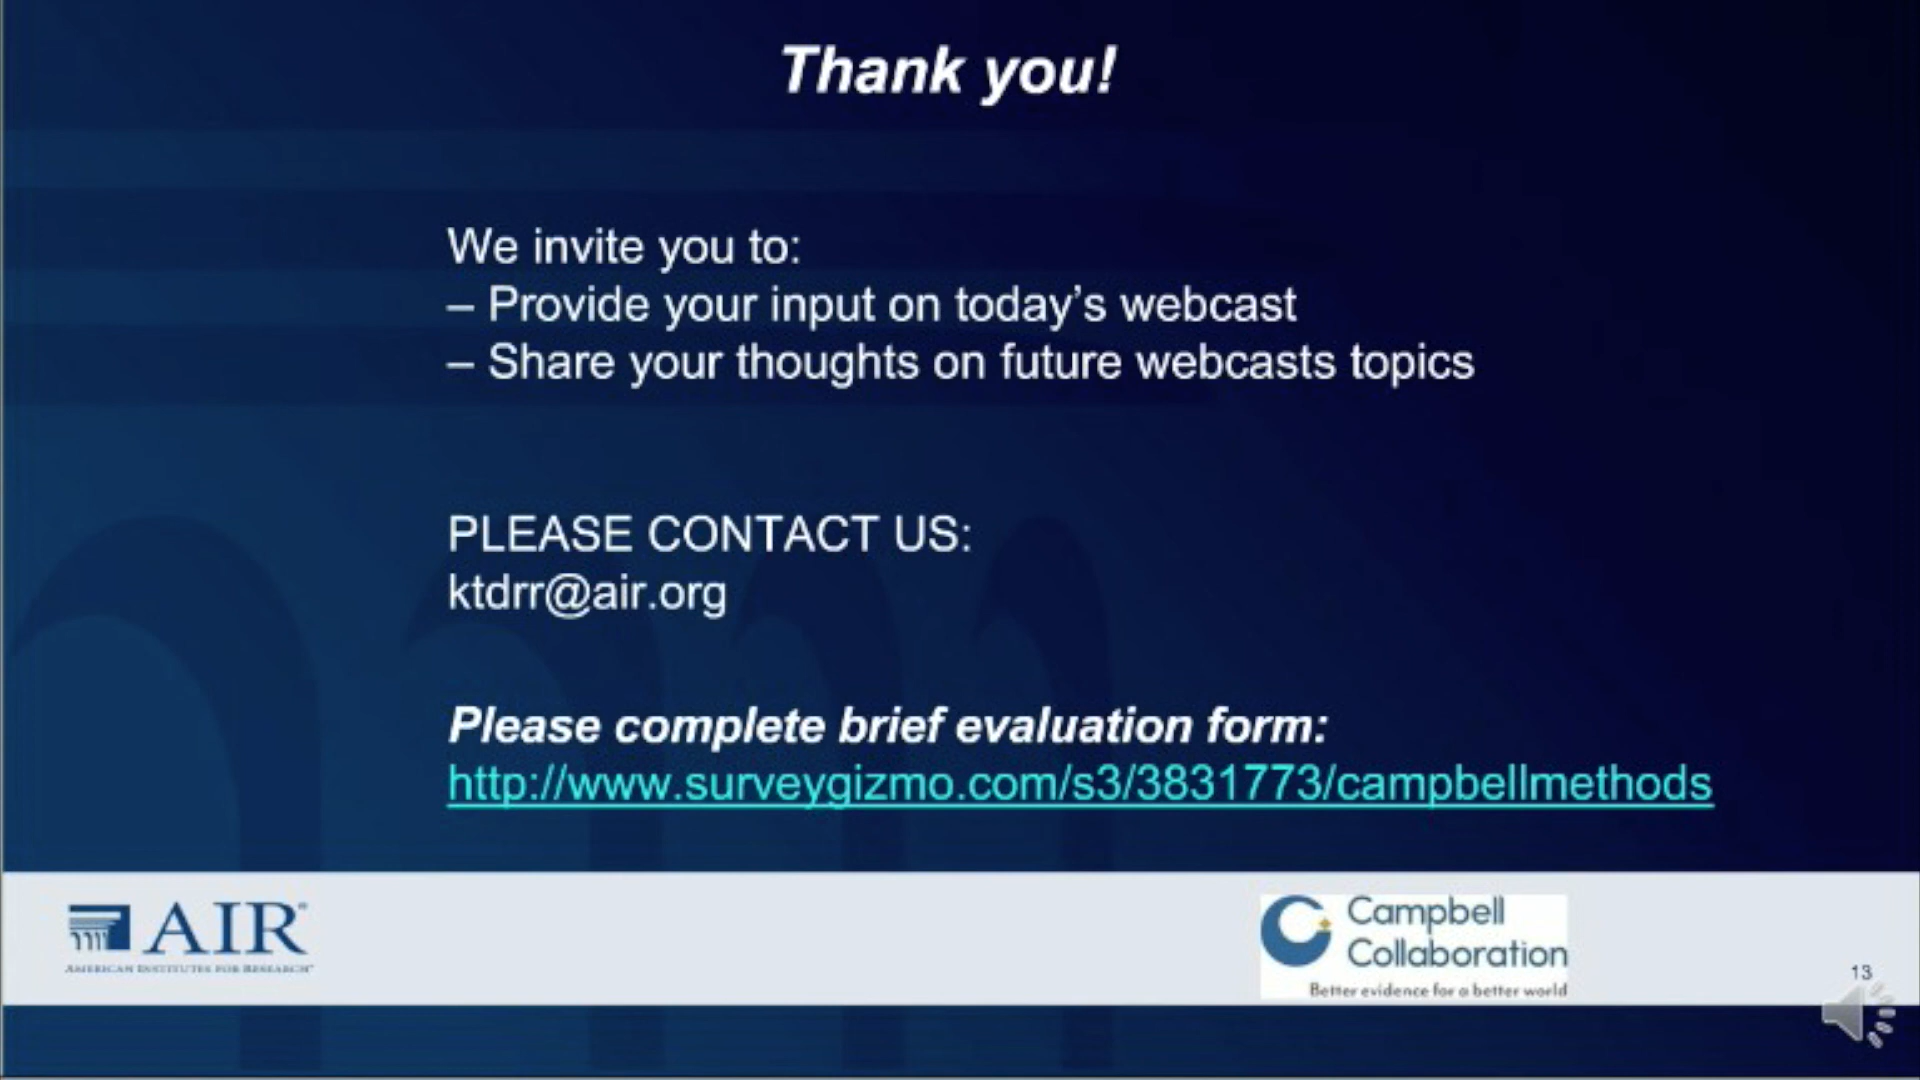 Thank you!
We invite you to:
– Provide your input on today’s webcast
– Share your thoughts on future webcasts topics
PLEASE CONTACT US:
ktdrr@air.org
Please complete brief evaluation form:
http://www.surveygizmo.com/s3/3831773/campbellmethods
AIR
AMERICAN INSTITUTES FOR RESEARCH
Campbell
Collaboration
Better evidence for a better world
13